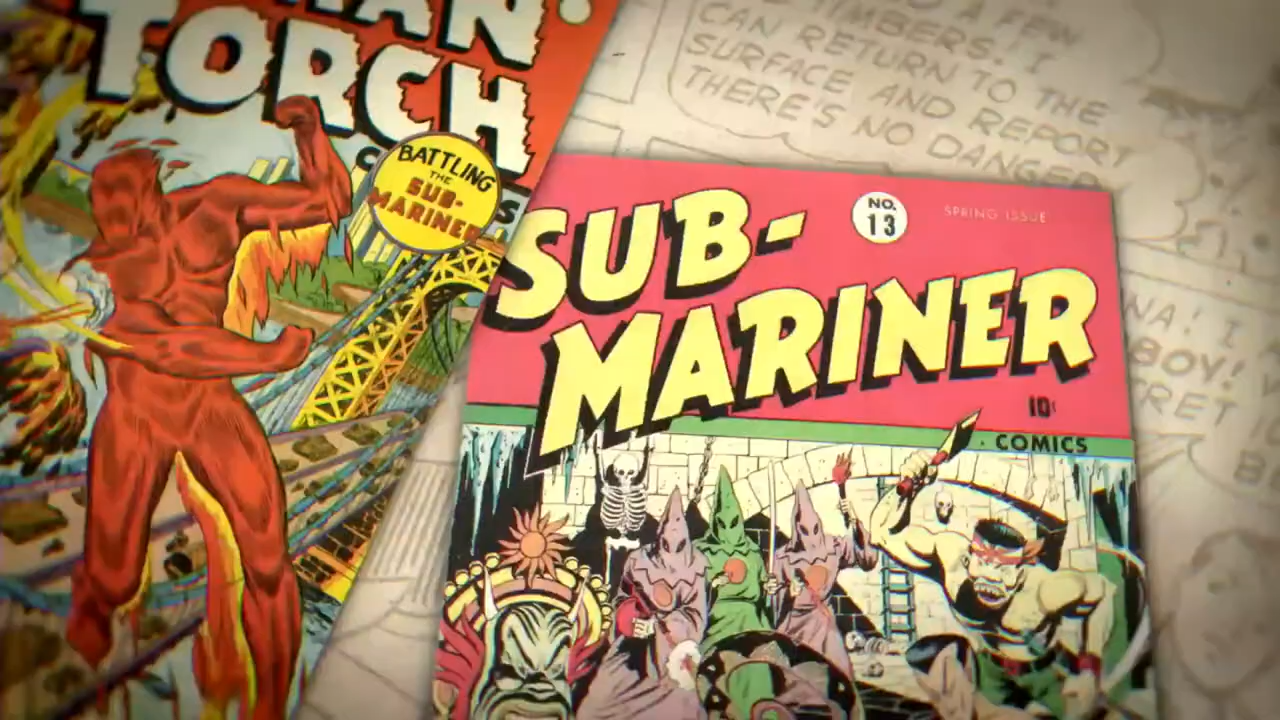 TORCH
BATTLING
THE
SUB-
MARINER
SUB-
MARINER
NO.
13
SPRING ISSUE
10¢
COMICS
A FEW
TIMBERS. I
CAN RETURN TO THE
SURFACE AND REPORT
THERE'S NO DANGER